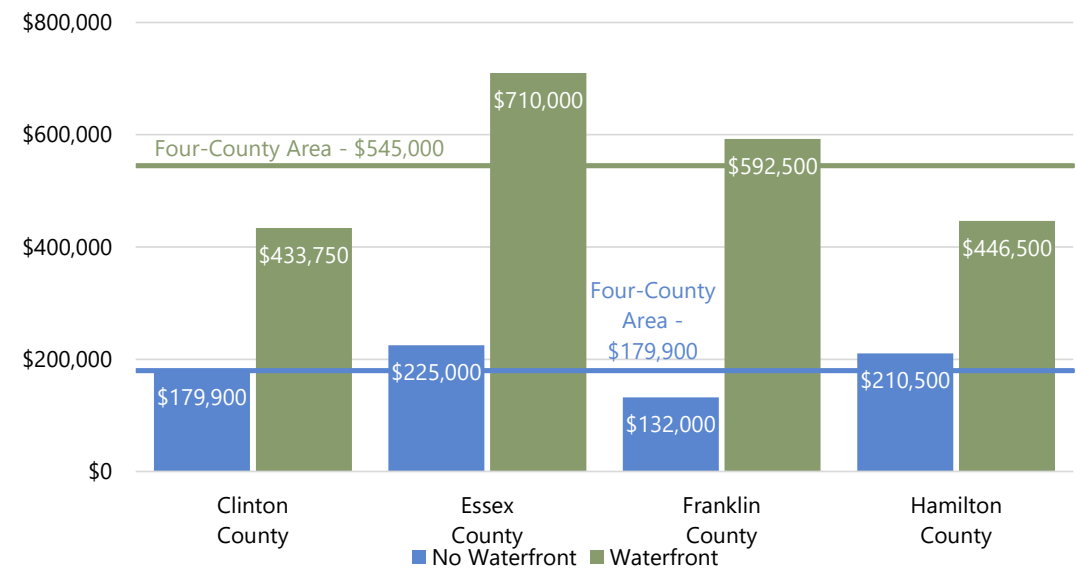 $800,000
$600,000
$400,000
$200,000
$0
Four-County Area - $545,000
Four-County
Area -
$179,900
$179,900
$433,750
$225,000
$710,000
$132,000
$592,500
$210,500
$446,500
Clinton
County
Essex
County
Franklin
County
Hamilton
County
No Waterfront
Waterfront